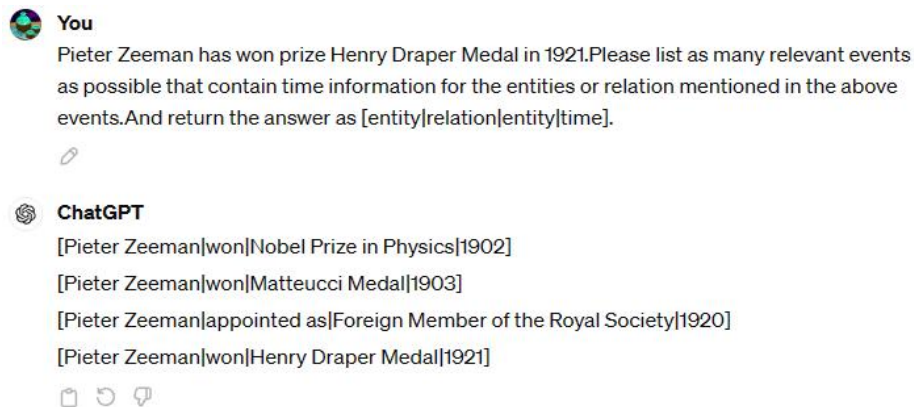 You
Pieter Zeeman has won prize Henry Draper Medal in 1921.Please list as many relevant events
as possible that contain time information for the entities or relation mentioned in the above
events.And return the answer as [entity|relation|entity|time].
ChatGPT
[Pieter Zeeman|won|Nobel Prize in Physics|1902]
[Pieter Zeeman|won|Matteucci Medal|1903]
[Pieter Zeeman|appointed as|Foreign Member of the Royal Society|1920]
[Pieter Zeeman|won|Henry Draper Medal|1921]